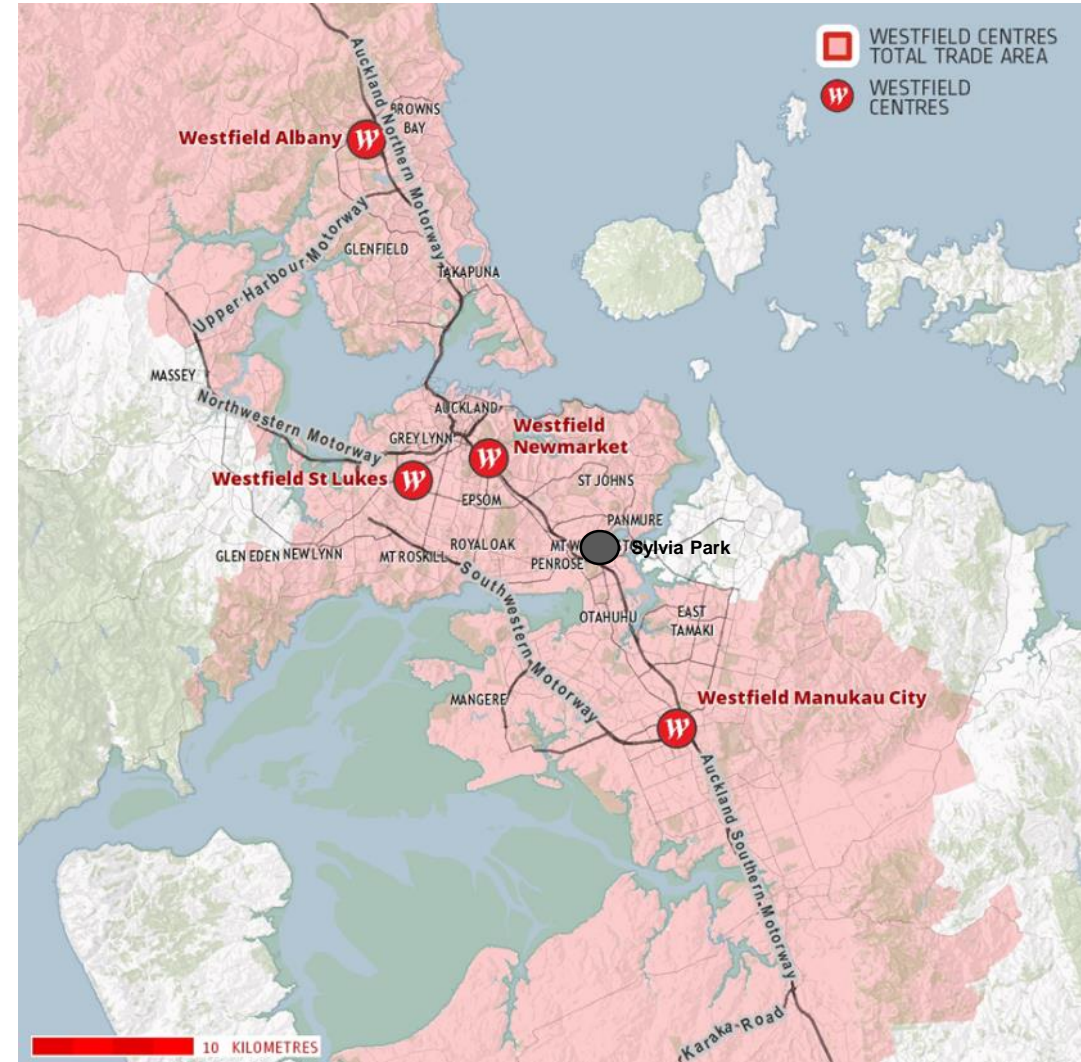 WESTFIELD CENTRES
TOTAL TRADE AREA
W
WESTFIELD
CENTRES
Auckland Northern Motorway
BROWNS
BAY
Westfield Albany
W
Upper Harbour Motorway
GLENFIELD
TAKAPUNA
MASSEY
Northwestern Motorway
AUCKLAND
GREY LYNN
Westfield
Newmarket
W
Westfield St Lukes
W
ST JOHNS
EPSOM
PANMURE
ROYAL OAK
MT W
Sylvia Park
GLEN EDEN
NEW LYNN
MT ROSKILL
PENROSE
Southwestern Motorway
OTAHUHU
EAST
TAMAKI
MANGERE
Westfield Manukau City
W
Auckland Southern Motorway
Karaka Road
10 KILOMETRES